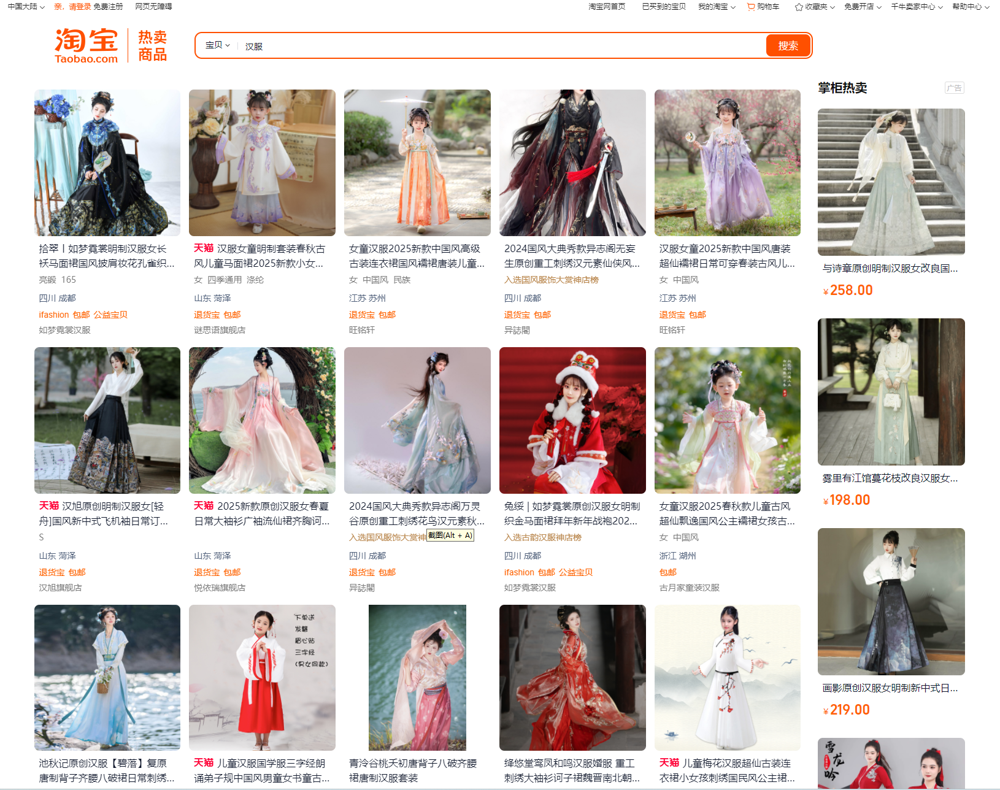 中国大陆
亲，请登录 免费注册
网页无障碍
淘宝网首页
已买到的宝贝
我的淘宝
购物车
收藏夹
免费开店
千牛卖家中心
帮助中心
淘宝
Taobao.com
热卖
商品
宝贝
汉服
搜索
掌柜热卖
广告
拾翠丨如梦霓裳明制汉服女长
袄马面裙国风披肩妆花孔雀织...
亮缎 165
四川 成都
ifashion 包邮 公益宝贝
如梦霓裳汉服
天猫 汉服女童明制套装春秋古
风儿童马面裙2025新款小女...
女 四季通用 涤纶
山东 菏泽
退货宝 包邮
谜思语旗舰店
女童汉服2025新款中国风高级
古装连衣裙国风襦裙唐装儿童...
女 中国风 民族
江苏 苏州
退货宝 包邮
旺铭轩
2024国风大典秀款异志阁无妄
生原创重工刺绣汉元素仙侠风...
入选国风服饰大赏神店榜
四川 成都
退货宝 包邮
异誌閣
汉服女童2025新款中国风唐装
超仙襦裙日常可穿春装古风儿...
女 中国风
江苏 苏州
退货宝 包邮
旺铭轩
与诗章原创明制汉服女改良国...
¥258.00
天猫 汉旭原创明制汉服女[轻
舟]国风新中式飞机袖日常订...
S
山东 菏泽
退货宝 包邮
汉旭旗舰店
天猫 2025新款原创汉服女春夏
日常大袖衫广袖流仙裙齐胸诃...
山东 菏泽
退货宝 包邮
悦依瑞旗舰店
2024国风大典秀款异志阁万灵
谷原创重工刺绣花鸟汉元素秋...
入选国风服饰大赏神
截图(Alt + A)
四川 成都
退货宝 包邮
异誌閣
兔绥 | 如梦霓裳原创汉服女明制
织金马面裙拜年新年战袍202...
入选古韵汉服神店榜
四川 成都
ifashion 包邮 公益宝贝
如梦霓裳汉服
女童汉服2025春秋款儿童古风
超仙飘逸国风公主襦裙女孩古...
女 中国风
浙江 湖州
包邮
古月家童装汉服
雾里有江馆蔓花枝改良汉服女...
¥198.00
画影原创汉服女明制新中式日...
¥219.00
池秋记原创汉服【碧落】复原
唐制背子齐腰八破裙日常刺绣...
下单送
发簪
眉心贴
三字经
(男女同款)
天猫 儿童汉服国学服三字经朗
诵弟子规中国风男童女书童古...
青泠谷桃夭初唐背子八破齐腰
裙唐制汉服套装
绛悠堂鸾凤和鸣汉服婚服 重工
刺绣大袖衫诃子裙魏晋南北朝...
天猫 儿童梅花汉服超仙古装连
衣裙小女孩刺绣国民风公主裙...
雪龙吟